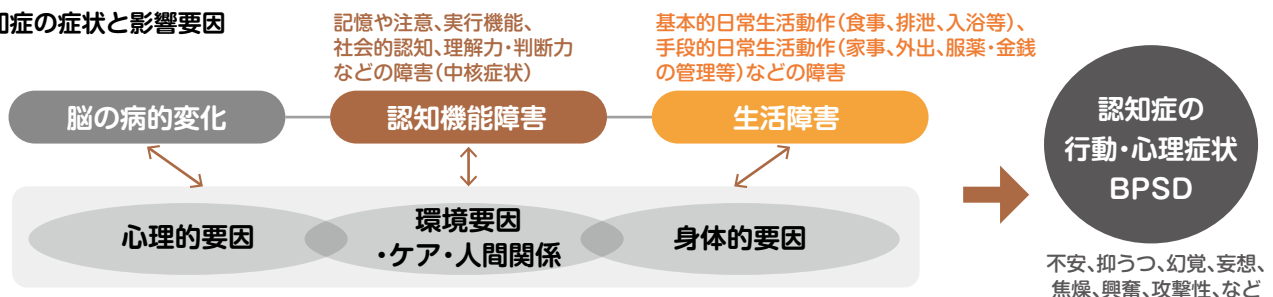 知症の症状と影響要因
記憶や注意、実行機能、
社会的認知、理解力・判断力
などの障害(中核症状)
基本的日常生活動作(食事、排泄、入浴等)、
手段的日常生活動作(家事、外出、服薬・金銭
の管理等)などの障害
脳の病的変化
認知機能障害
生活障害
認知症の
行動・心理症状
BPSD
心理的要因
環境要因
・ケア・人間関係
身体的要因
不安、抑うつ、幻覚、妄想、
焦燥、興奮、攻撃性、など